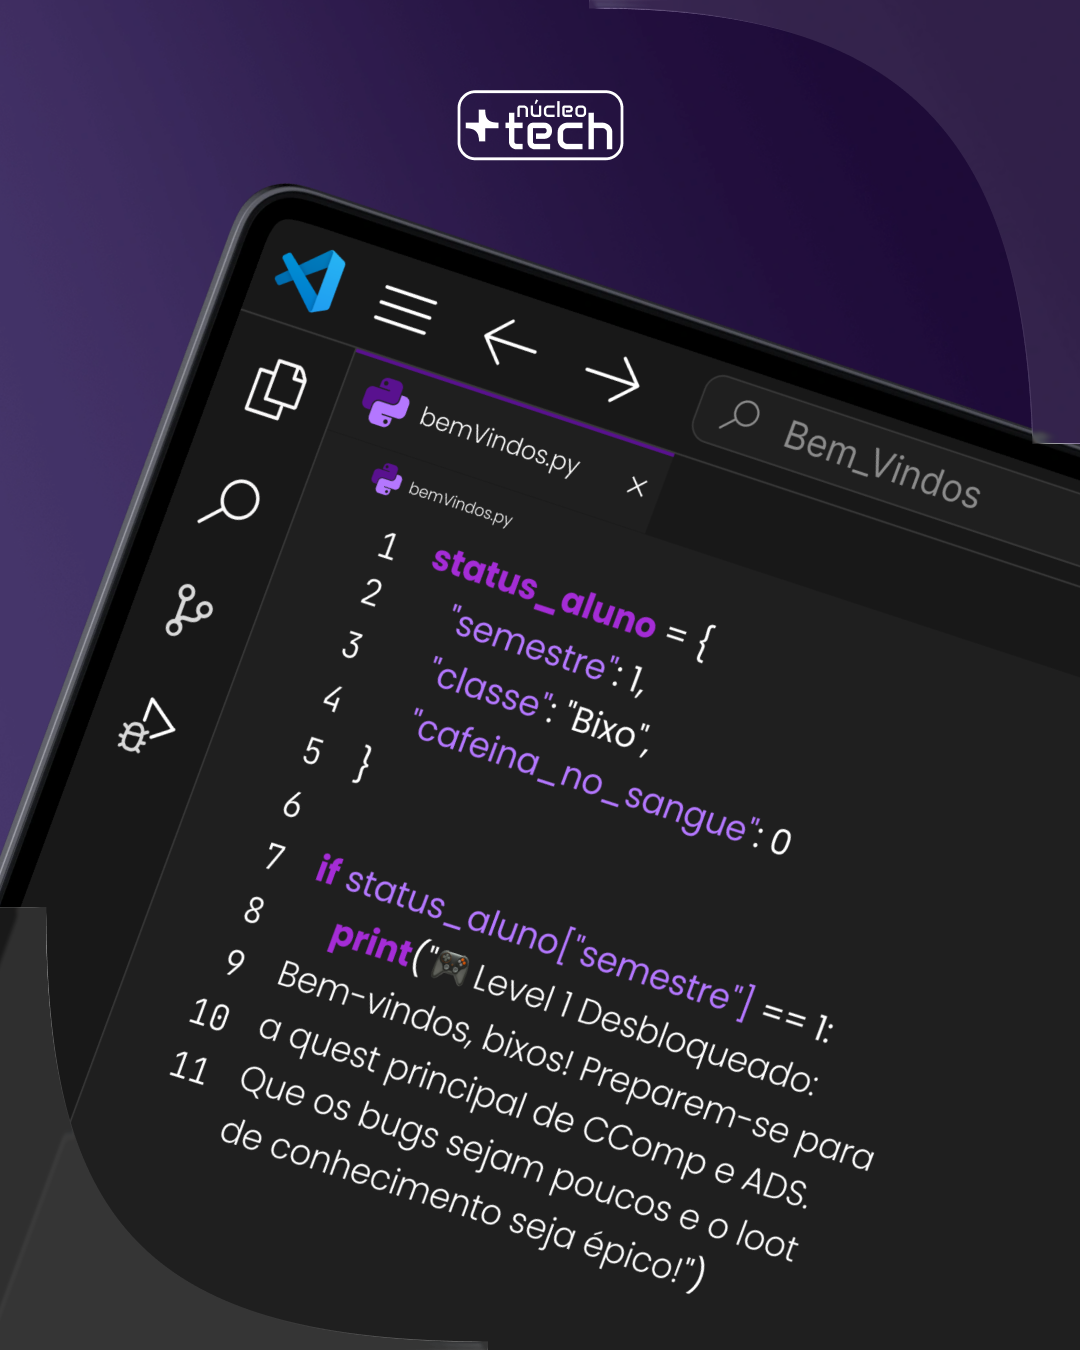 núcleo
+tech
Bem_Vindos
bemVindos.py
bemVindos.py
1 status_aluno = {
2 "semestre": 1,
3 "classe": "Bixo",
4 "cafeina_no_sangue": 0
5 }
6
7 if status_aluno["semestre"] == 1:
8 print("🎮 Level 1 Desbloqueado:
9 Bem-vindos, bixos! Preparem-se para
10 a quest principal de CComp e ADS.
11 Que os bugs sejam poucos e o loot
de conhecimento seja épico!")